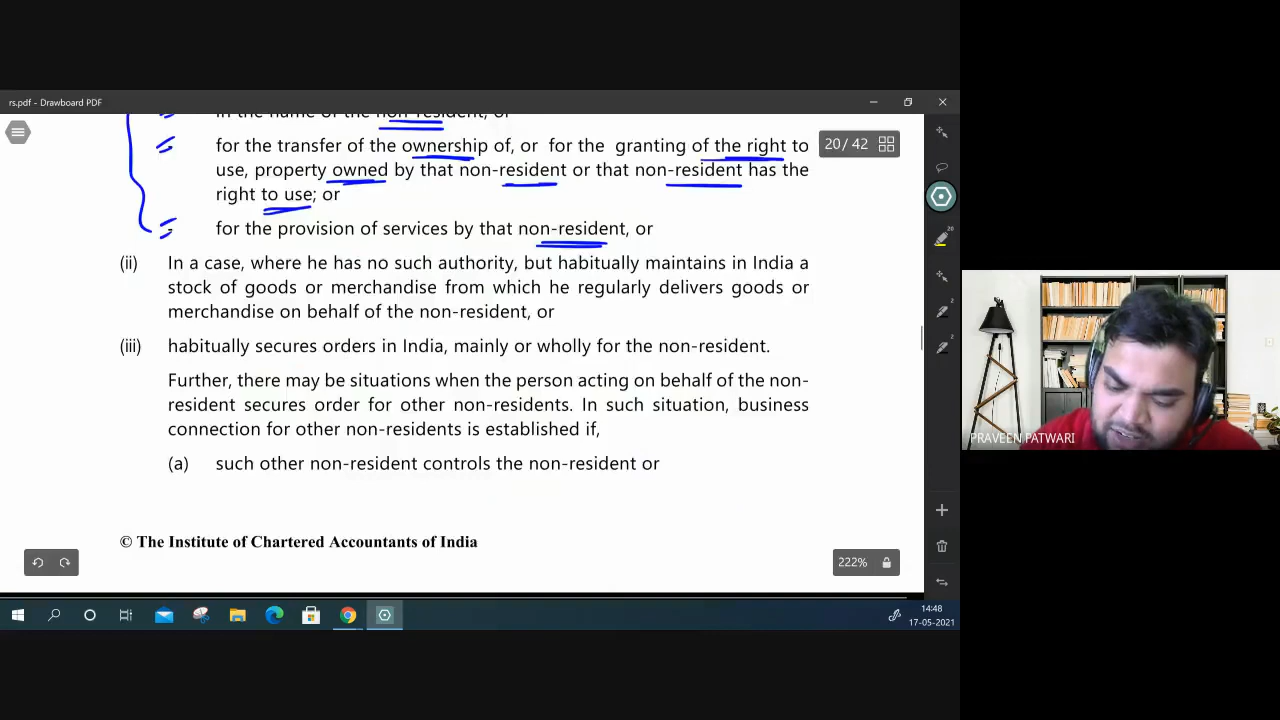 rs.pdf - Drawboard PDF
in the name of the non-resident; or
for the transfer of the ownership of, or for the granting of the right to
20 / 42
use, property owned by that non-resident or that non-resident has the
right to use; or
for the provision of services by that non-resident, or
(ii) In a case, where he has no such authority, but habitually maintains in India a
stock of goods or merchandise from which he regularly delivers goods or
merchandise on behalf of the non-resident, or
(iii) habitually secures orders in India, mainly or wholly for the non-resident.
Further, there may be situations when the person acting on behalf of the non-
resident secures order for other non-residents. In such situation, business
connection for other non-residents is established if,
(a) such other non-resident controls the non-resident or
© The Institute of Chartered Accountants of India
222%
PRAVEEN PATWARI
14:48
17-05-2021